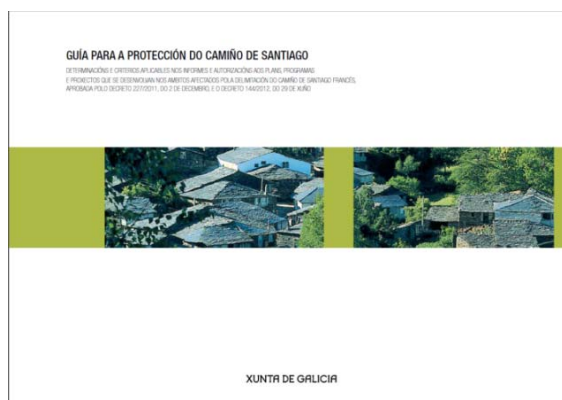 GUÍA PARA A PROTECCIÓN DO CAMIÑO DE SANTIAGO
DETERMINACIÓNS E CRITERIOS APLICABLES NOS INFORMES E AUTORIZACIÓNS AOS PLANS, PROGRAMAS
E PROXECTOS QUE SE DESENVOLVAN NOS ÁMBITOS AFECTADOS POLA DELIMITACIÓN DO CAMIÑO DE SANTIAGO FRANCÉS,
APROBADA POLO DECRETO 227/2011, DO 2 DE DECEMBRO, E O DECRETO 144/2012, DO 29 DE XUÑO
XUNTA DE GALICIA